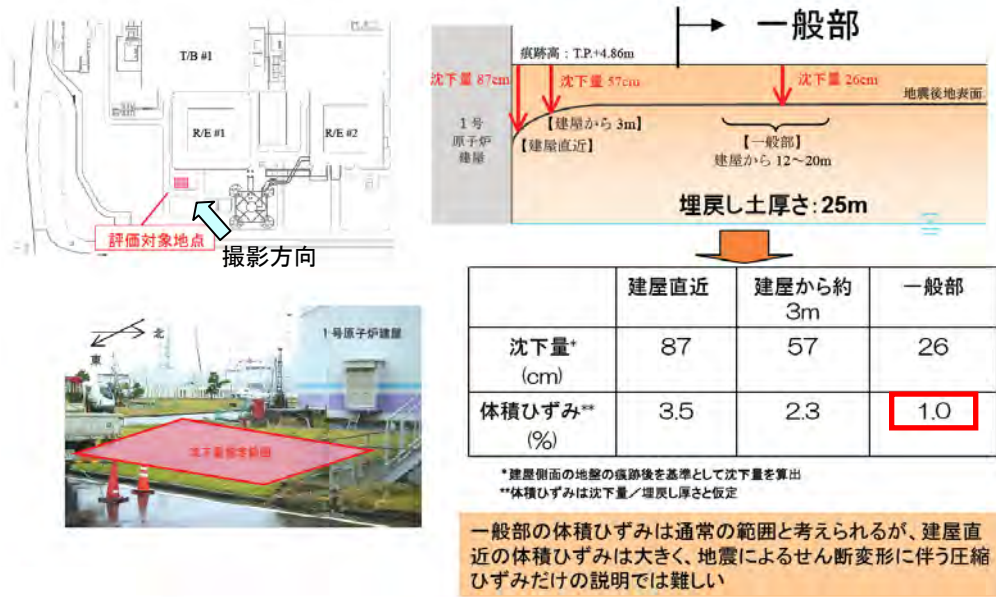 T/B #1
R/E #1
R/E #2
評価対象地点
撮影方向
一般部
痕跡高：T.P.+4.86m
沈下量 87cm
沈下量 57cm
沈下量 26cm
地震後地表面
1号
原子炉
建屋
【建屋から 3m】
【建屋直近】
【一般部】
建屋から 12～20m
埋戻し土厚さ：25m
北
東
1号原子炉建屋
建屋直近
建屋から約
3m
一般部
沈下量*
(cm)
87
57
26
体積ひずみ**
(%)
3.5
2.3
1.0
*建屋側面の地盤の痕跡後を基準として沈下量を算出
**体積ひずみは沈下量／埋戻し厚さと仮定
一般部の体積ひずみは通常の範囲と考えられるが、建屋直
近の体積ひずみは大きく、地震によるせん断変形に伴う圧縮
ひずみだけの説明では難しい